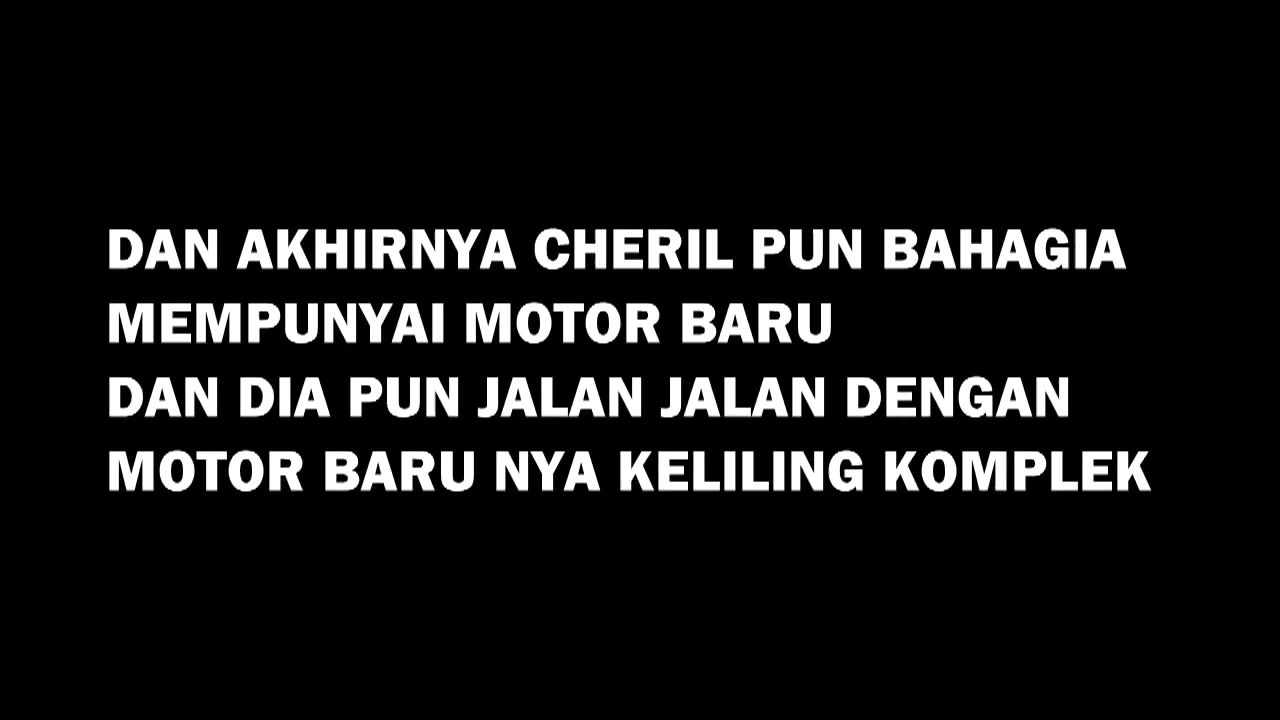 DAN AKHIRNYA CHERIL PUN BAHAGIA
MEMPUNYAI MOTOR BARU
DAN DIA PUN JALAN JALAN DENGAN
MOTOR BARU NYA KELILING KOMPLEK